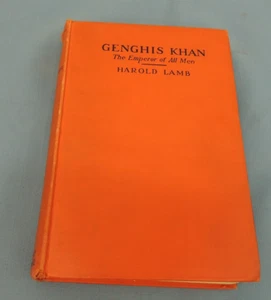 GENGHIS KHAN
The Emperor of All Men
HAROLD LAMB